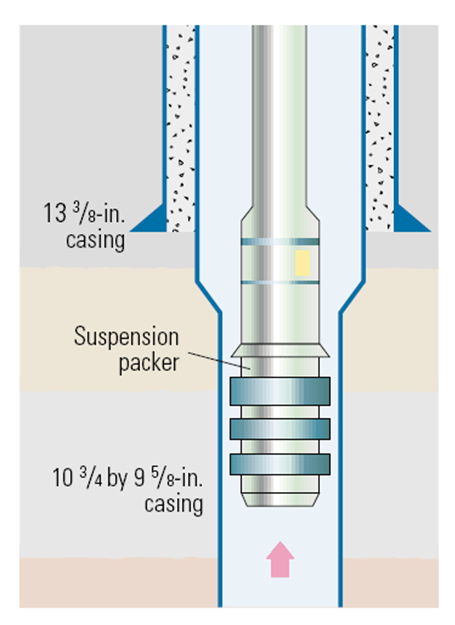 13 3/8-in.
casing
Suspension
packer
10 3/4 by 9 5/8-in.
casing